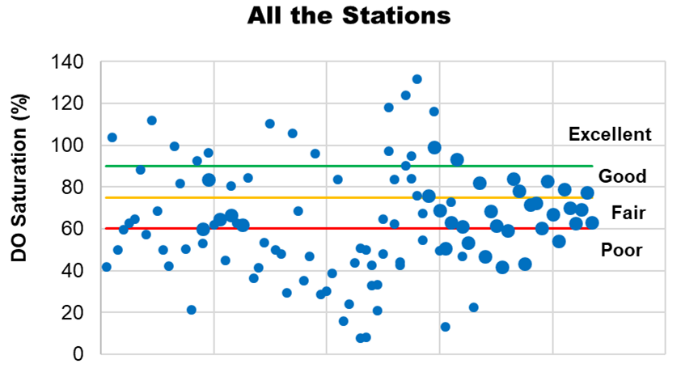 All the Stations
DO Saturation (%)
140
120
100
80
60
40
20
0
Excellent
Good
Fair
Poor